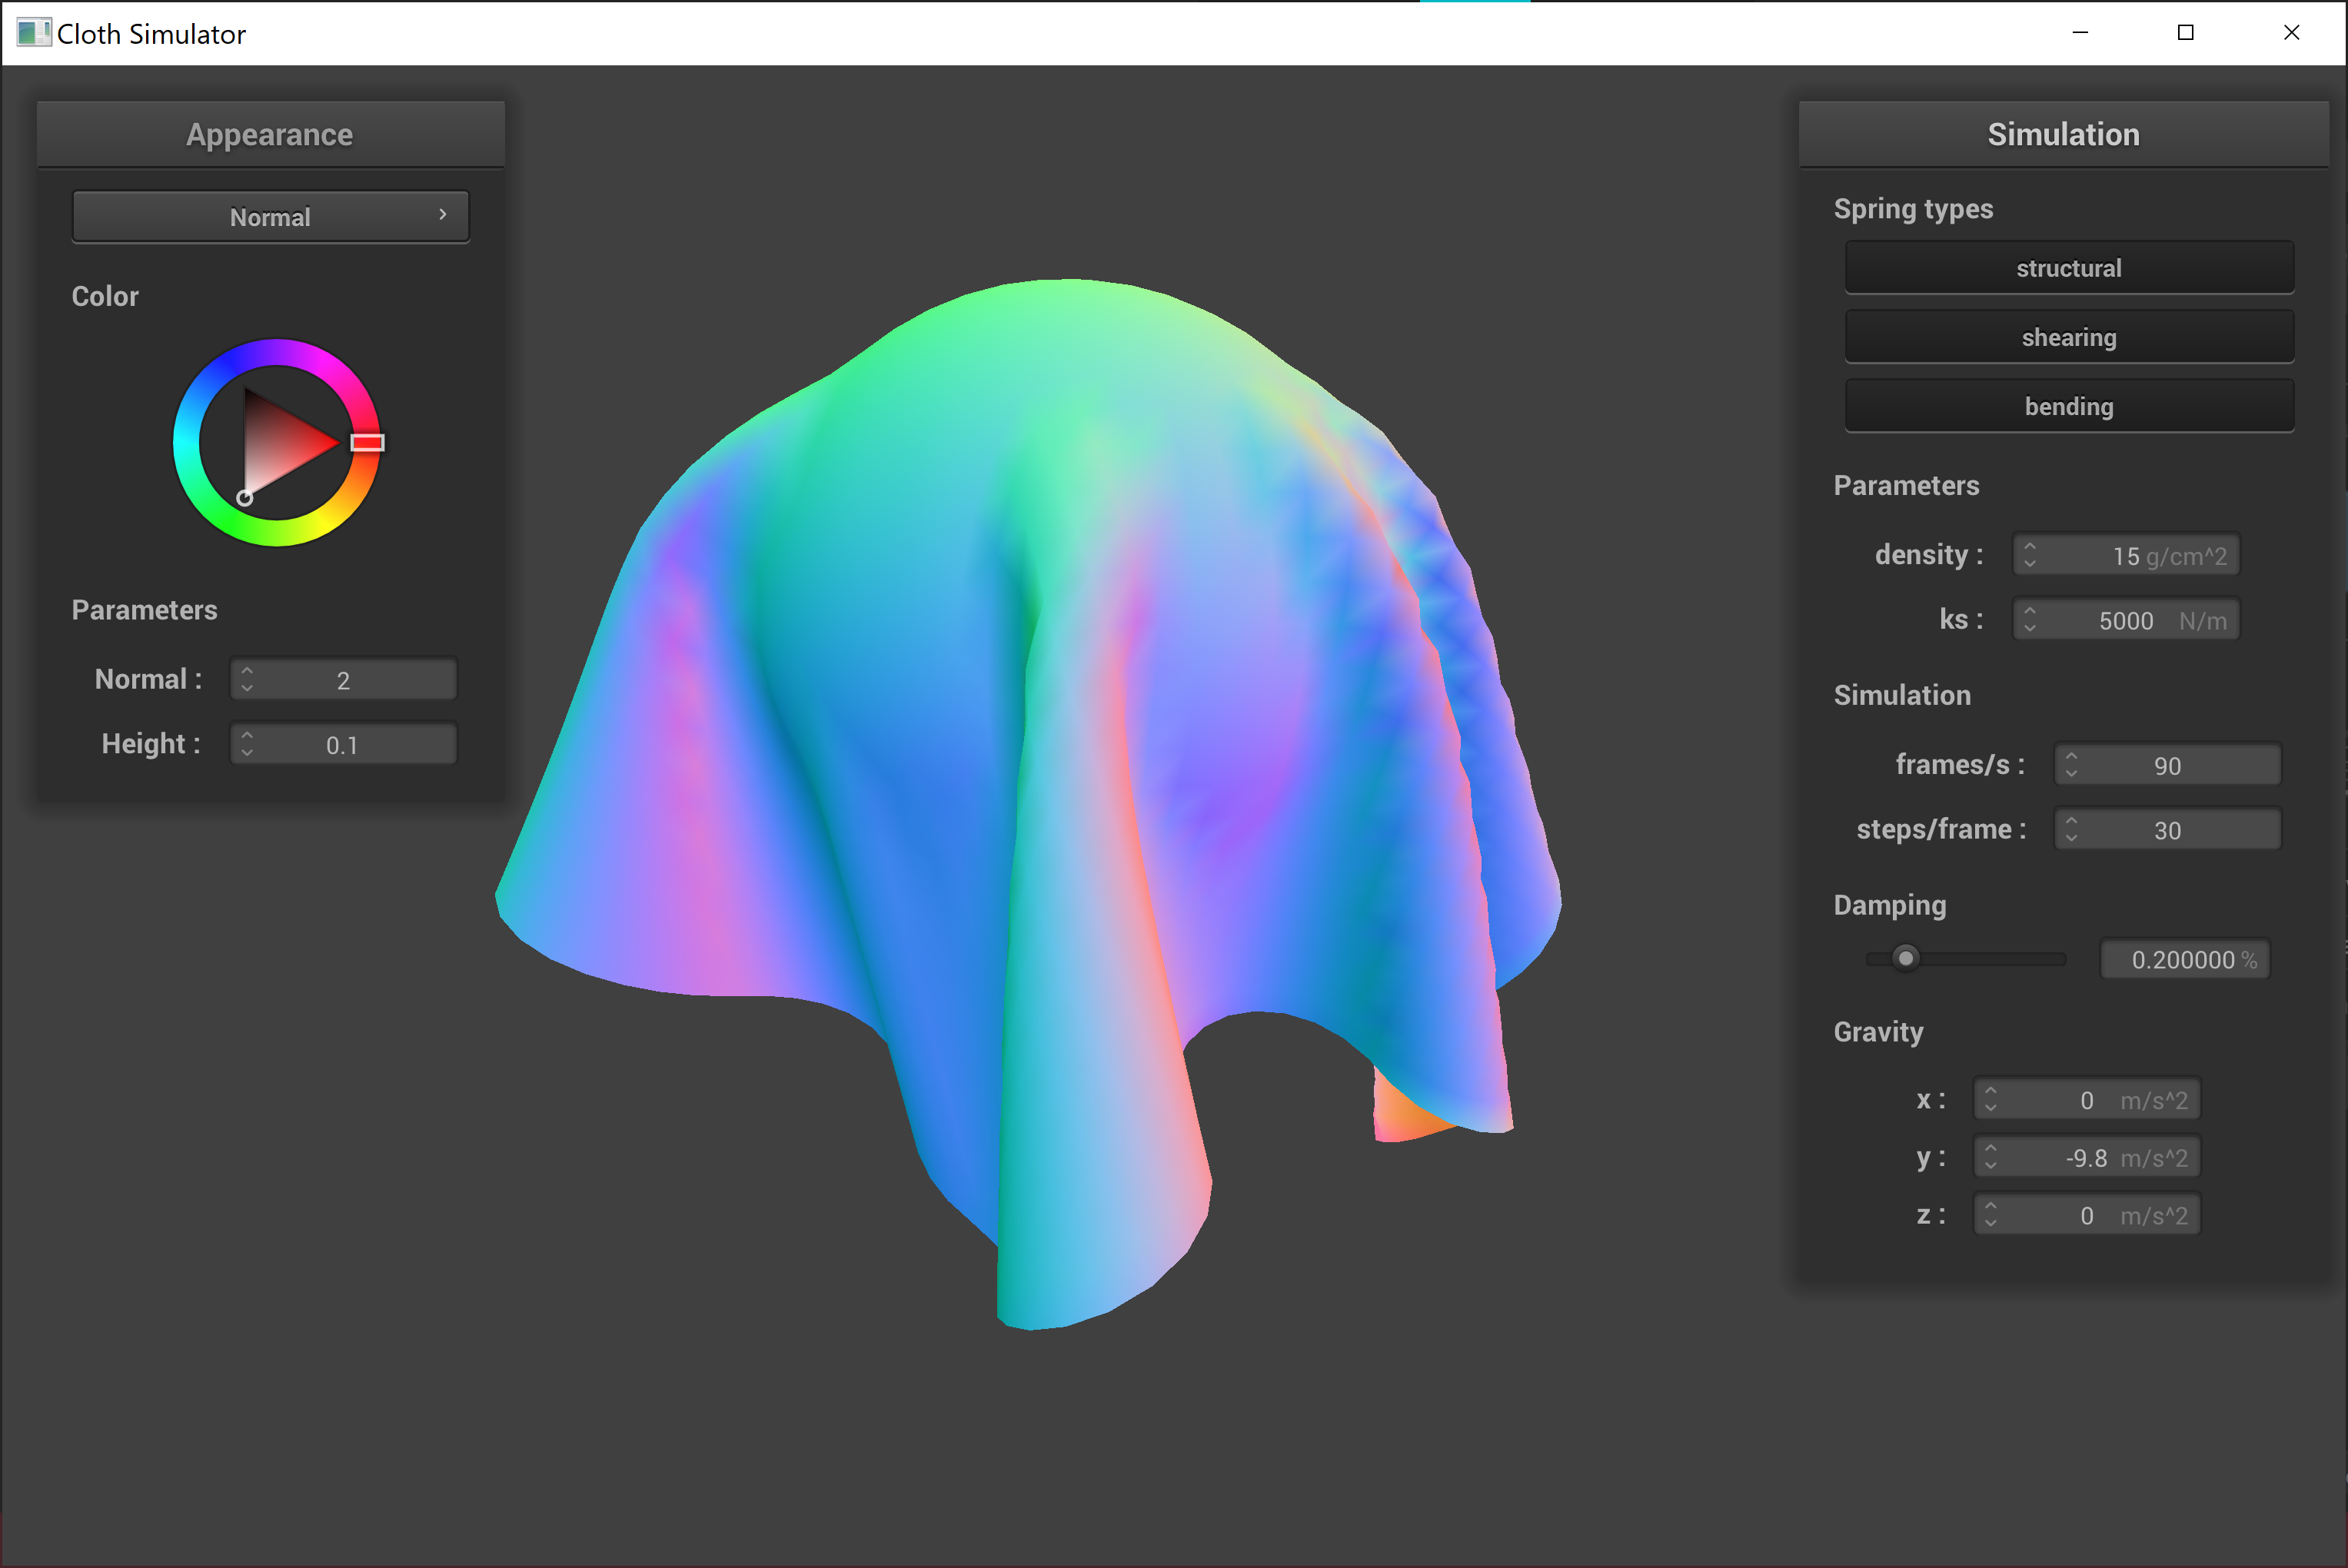 Cloth Simulator
Appearance
Normal
Color
Parameters
Normal : 2
Height : 0.1
Simulation
Spring types
structural
shearing
bending
Parameters
density : 15 g/cm^2
ks : 5000 N/m
Simulation
frames/s : 90
steps/frame : 30
Damping
0.200000 %
Gravity
x : 0 m/s^2
y : -9.8 m/s^2
z : 0 m/s^2